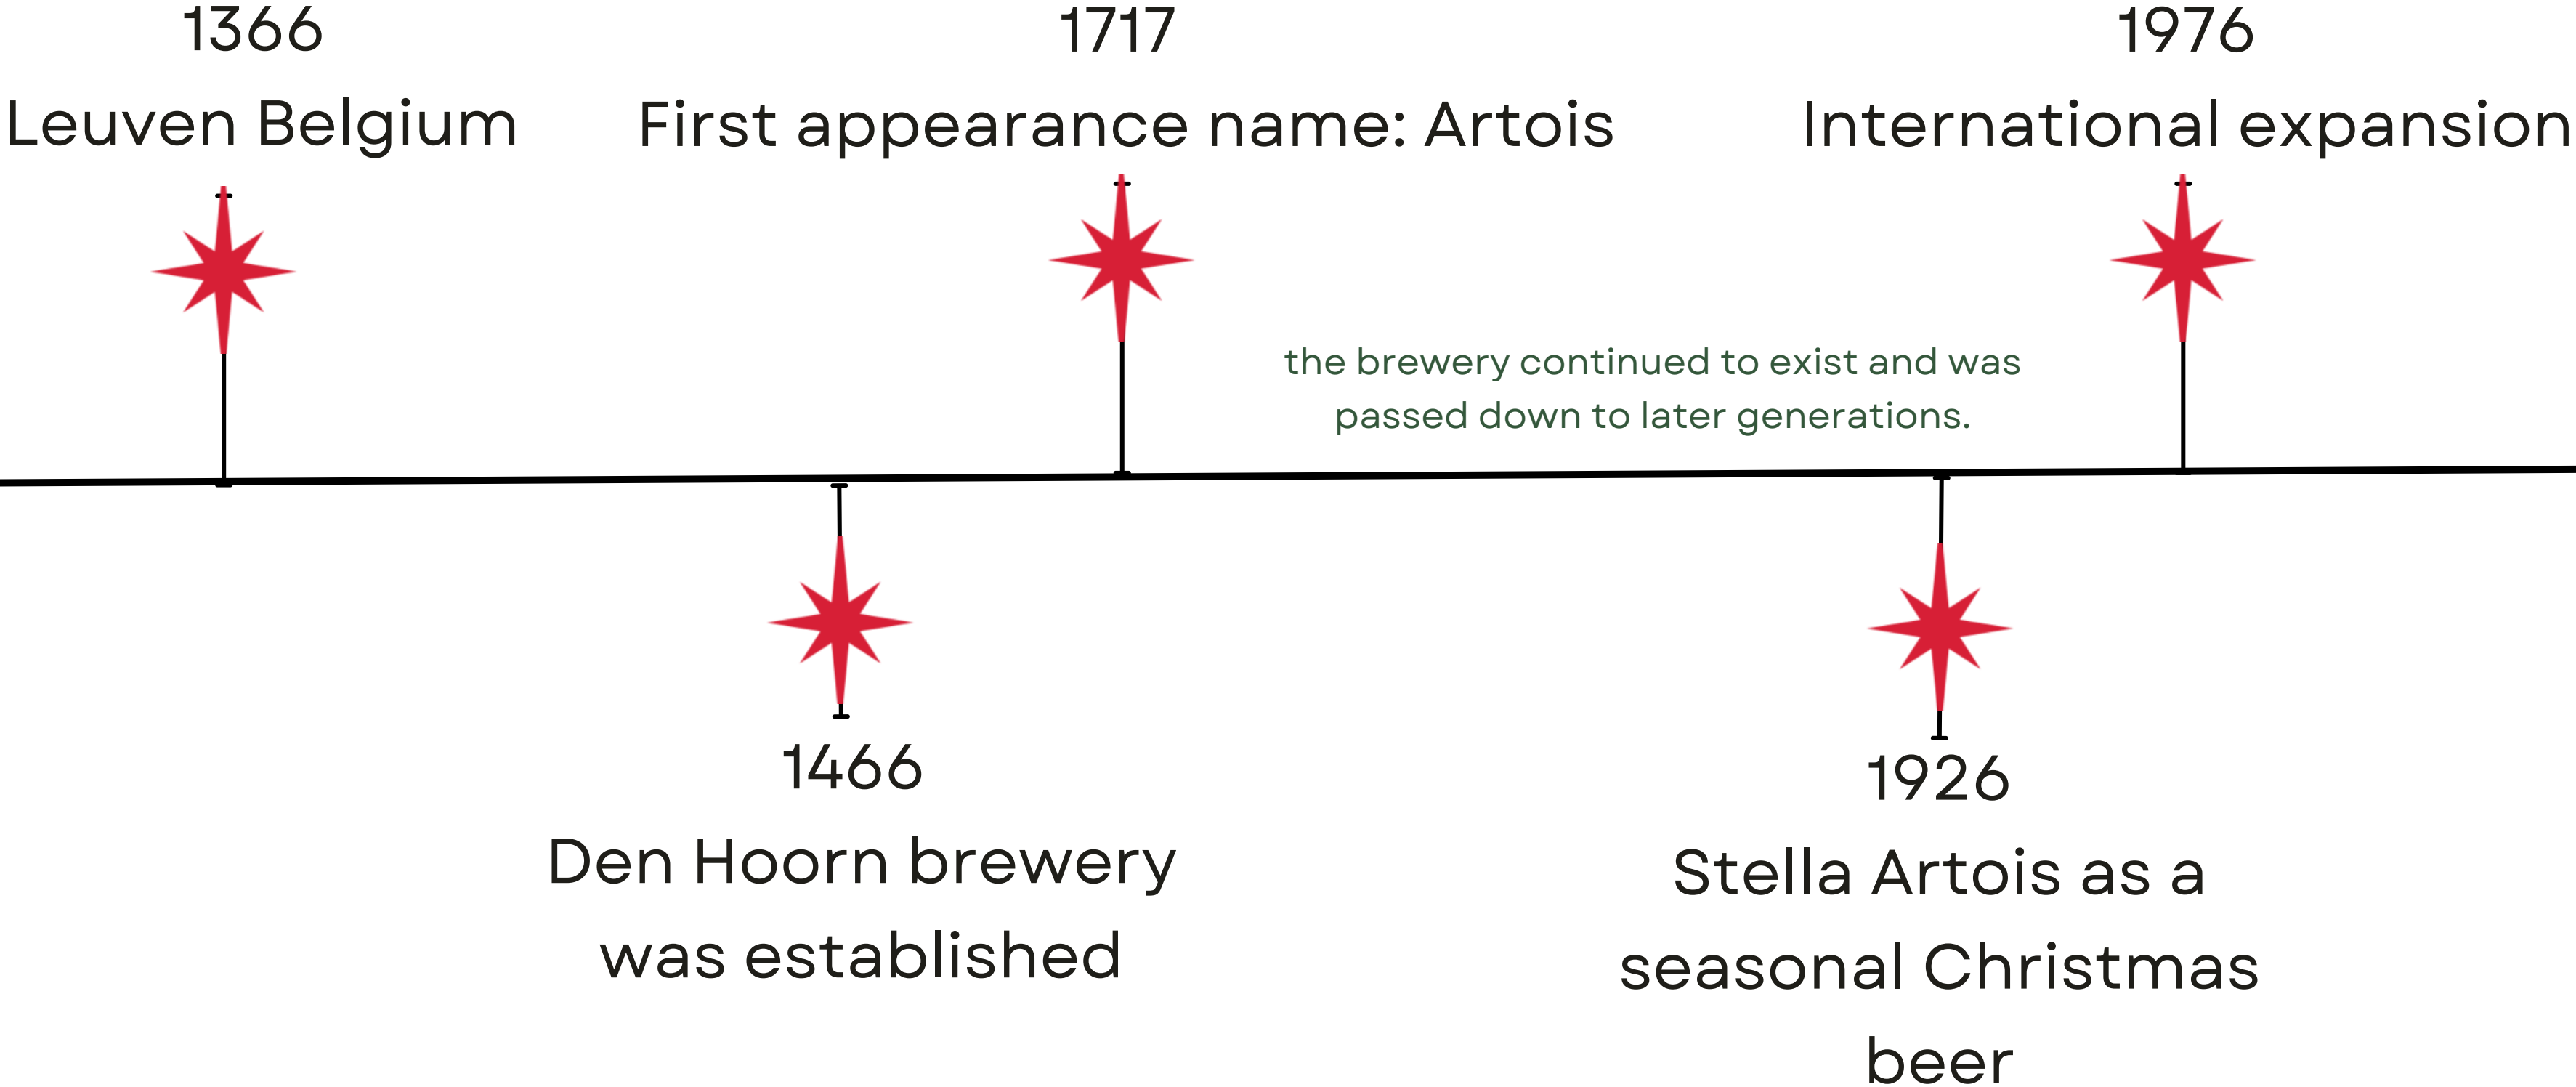 1366
Leuven Belgium
1717
First appearance name: Artois
1976
International expansion
the brewery continued to exist and was
passed down to later generations.
1466
Den Hoorn brewery
was established
1926
Stella Artois as a
seasonal Christmas
beer